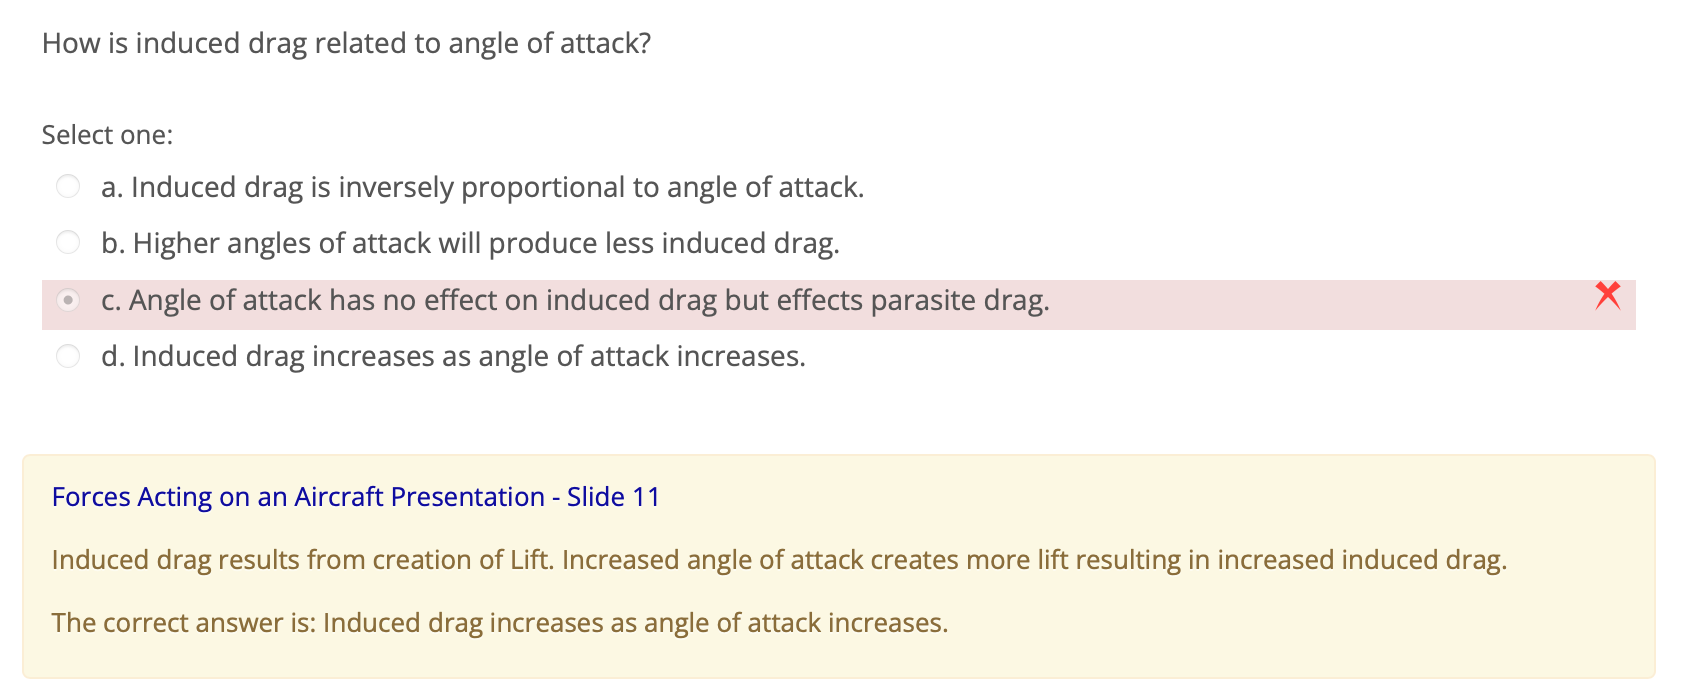 How is induced drag related to angle of attack?
Select one:
a. Induced drag is inversely proportional to angle of attack.
b. Higher angles of attack will produce less induced drag.
c. Angle of attack has no effect on induced drag but effects parasite drag.
d. Induced drag increases as angle of attack increases.
Forces Acting on an Aircraft Presentation - Slide 11
Induced drag results from creation of Lift. Increased angle of attack creates more lift resulting in increased induced drag.
The correct answer is: Induced drag increases as angle of attack increases.